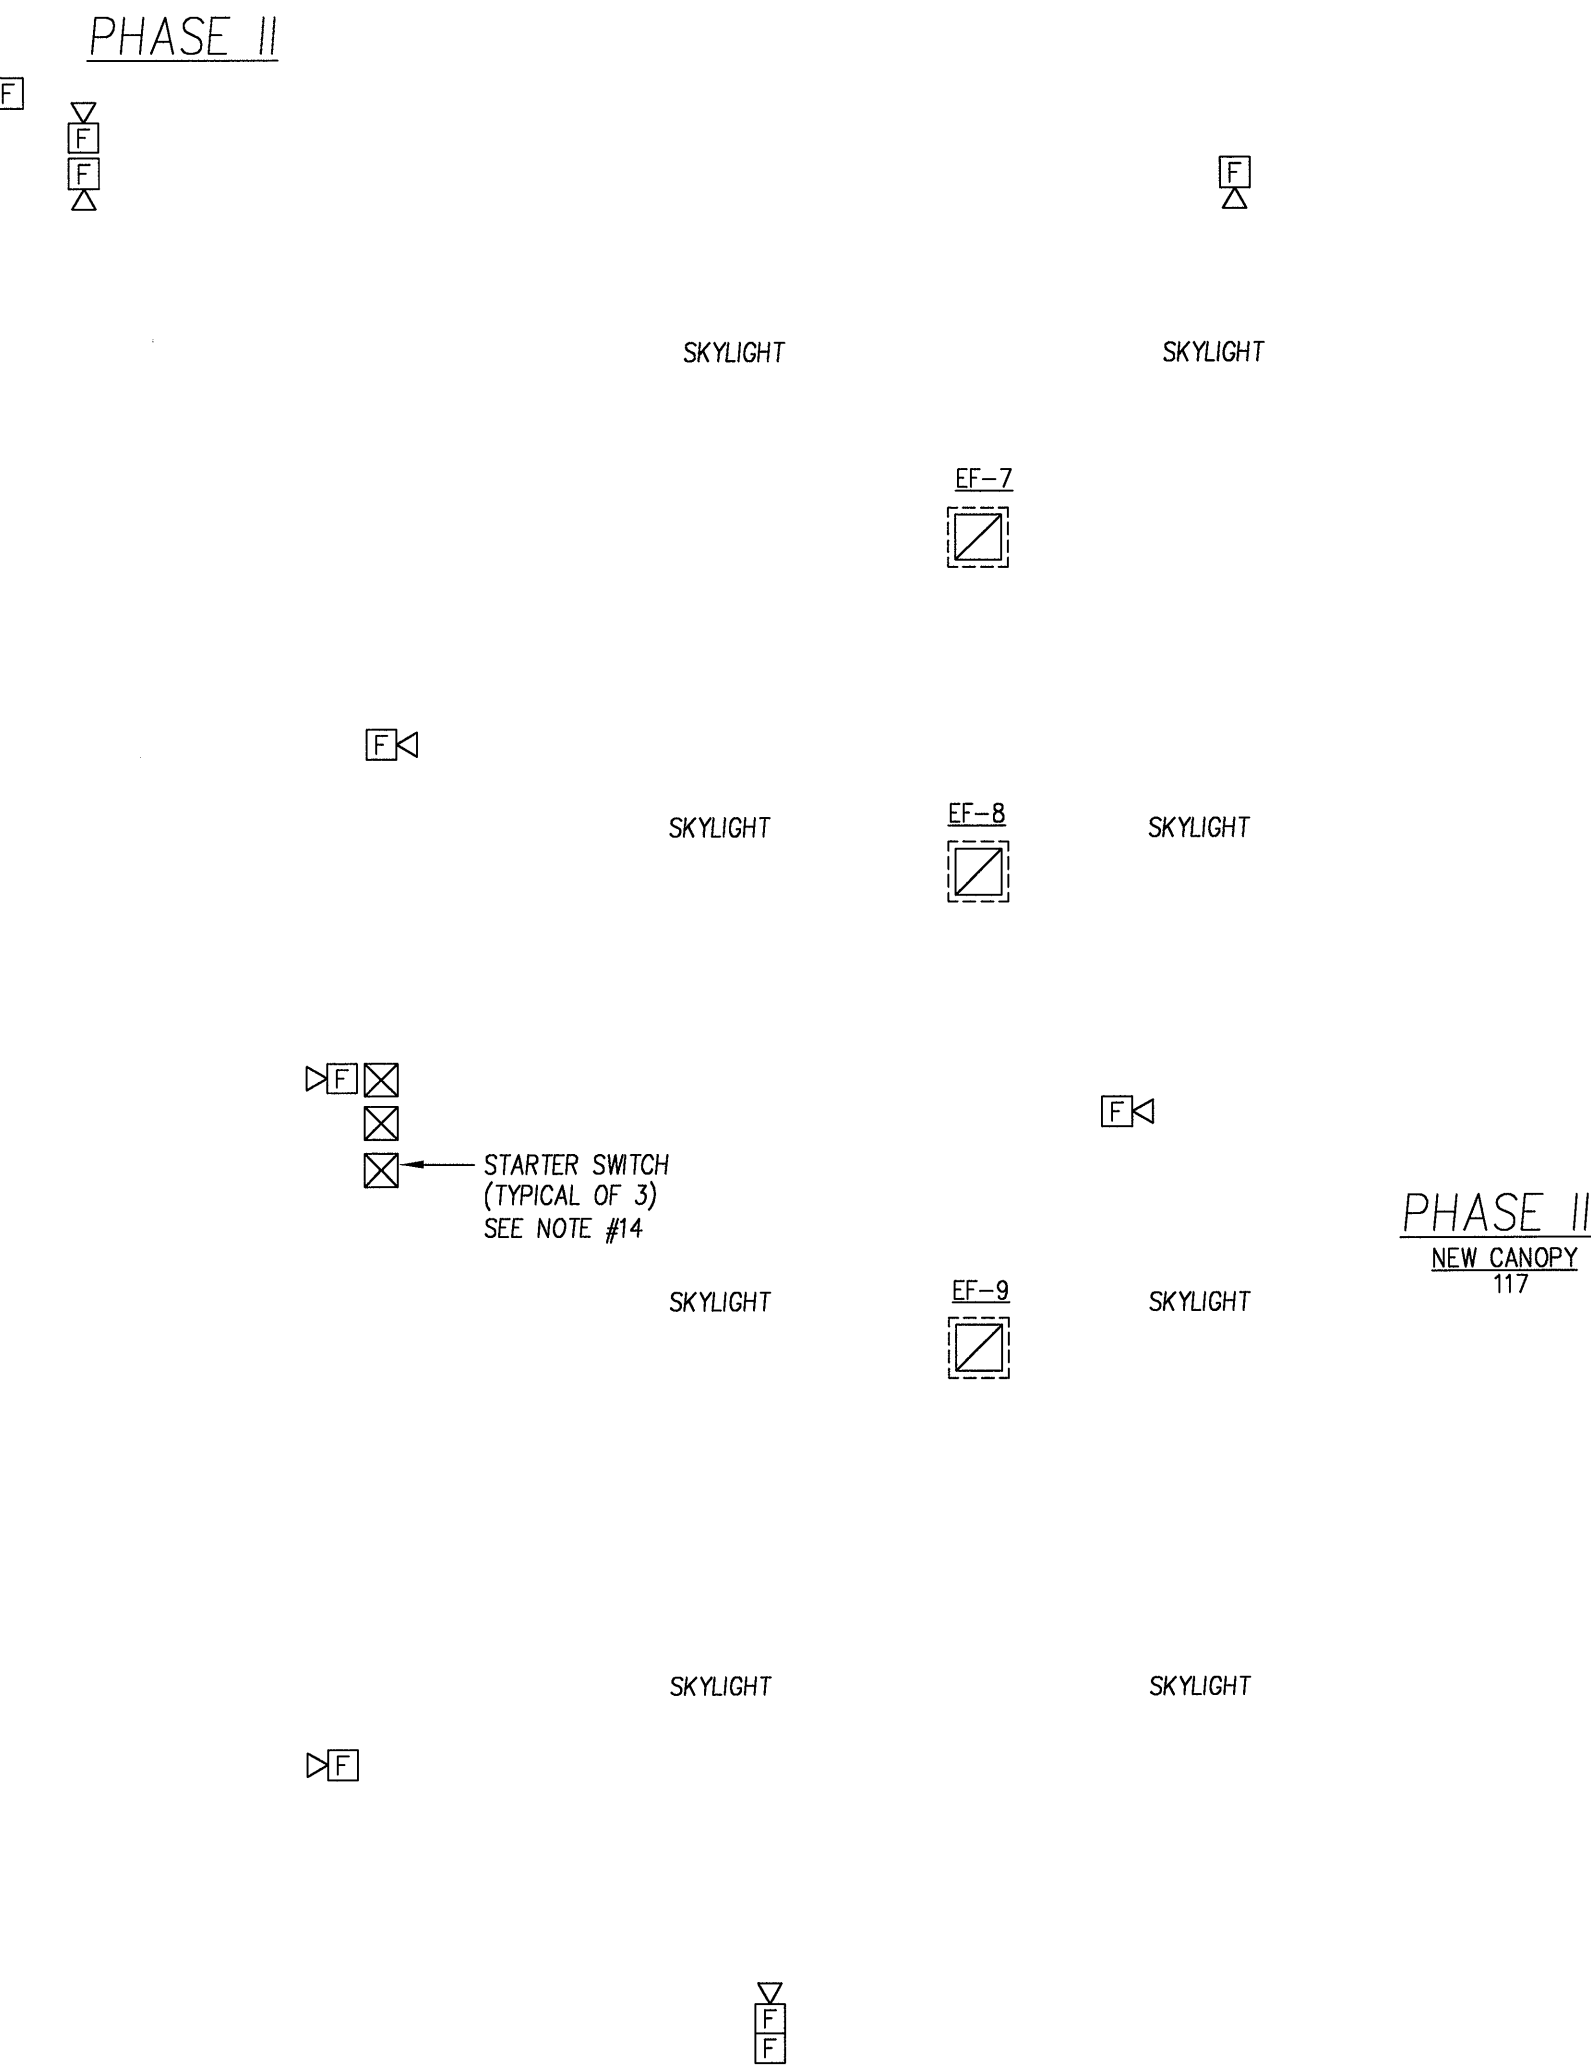 PHASE II
F
F
F
F
SKYLIGHT
SKYLIGHT
EF-7
F
SKYLIGHT
EF-8
SKYLIGHT
F
F
STARTER SWITCH
(TYPICAL OF 3)
SEE NOTE #14
PHASE II
NEW CANOPY
117
SKYLIGHT
EF-9
SKYLIGHT
SKYLIGHT
SKYLIGHT
F
F
F